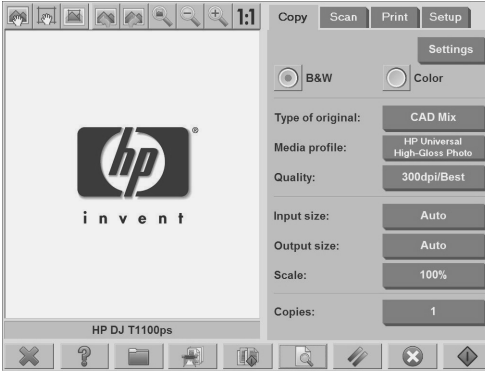 1:1
Copy Scan Print Setup
Settings
B&W Color
Type of original: CAD Mix
Media profile: HP Universal
High-Gloss Photo
Quality: 300dpi/Best
Input size: Auto
Output size: Auto
Scale: 100%
Copies: 1
hp®
invent
HP DJ T1100ps